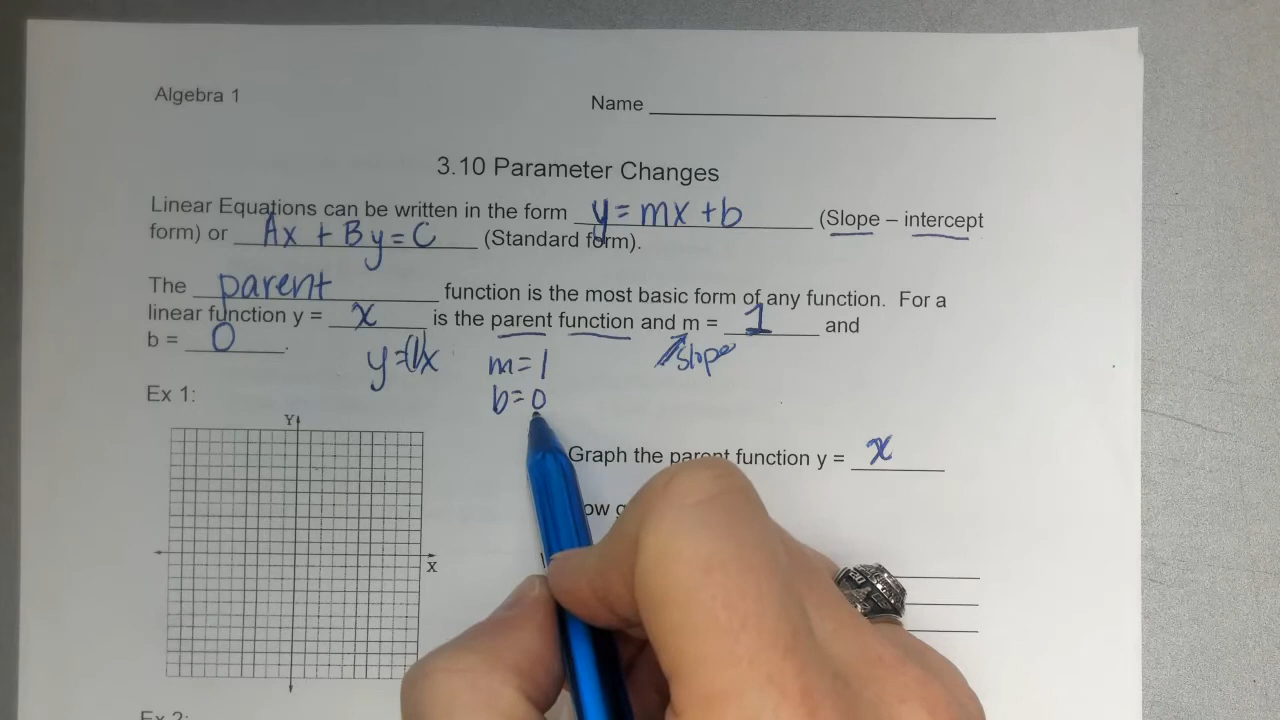 Algebra 1
Name
3.10 Parameter Changes
Linear Equations can be written in the form y = mx + b (Slope – intercept
form) or Ax + By = C (Standard form).
The parent function is the most basic form of any function. For a
linear function y = x is the parent function and m = 1 and
b = 0.
y = 1x m = 1 slope
b = 0
Ex 1:
Y
X
Graph the parent function y = x
Ex 2: